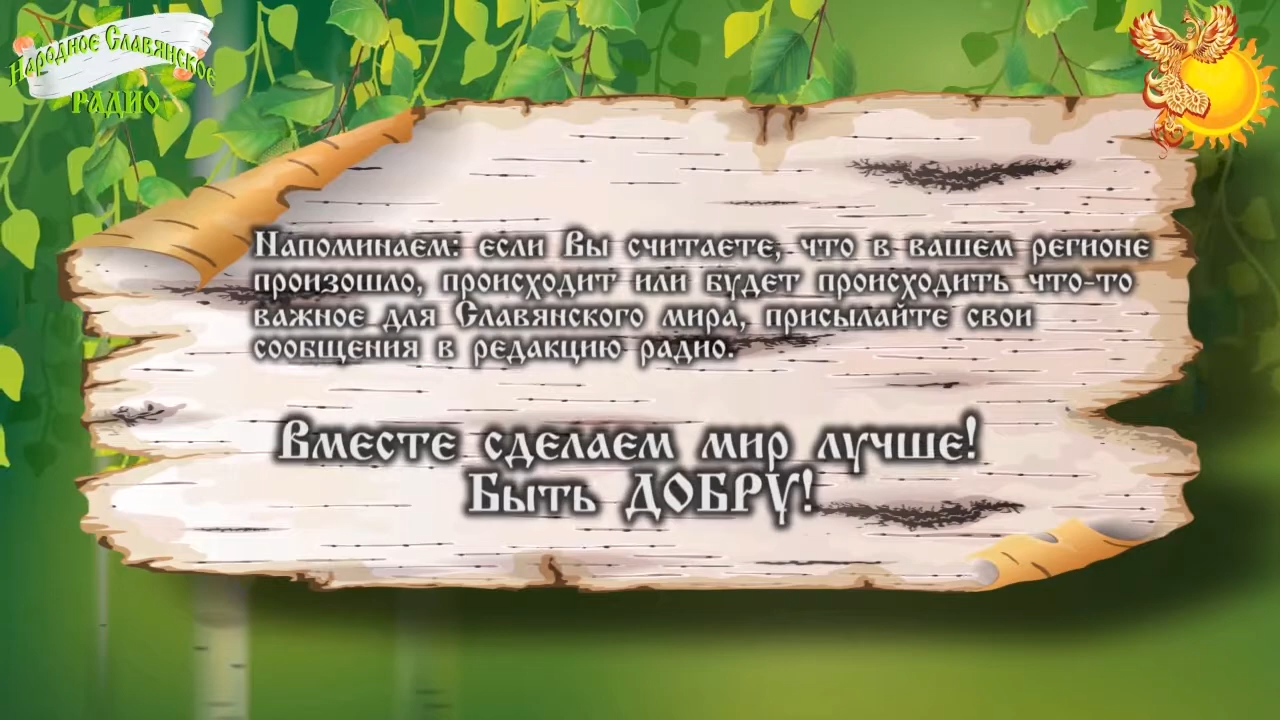 Народное Славянское
РАДИО
Напоминаем: если Вы считаете, что в вашем регионе
произошло, происходит или будет происходить что-то
важное для Славянского мира, присылайте свои
сообщения в редакцию радио.
Вместе сделаем мир лучше!
Быть ДОБРУ!